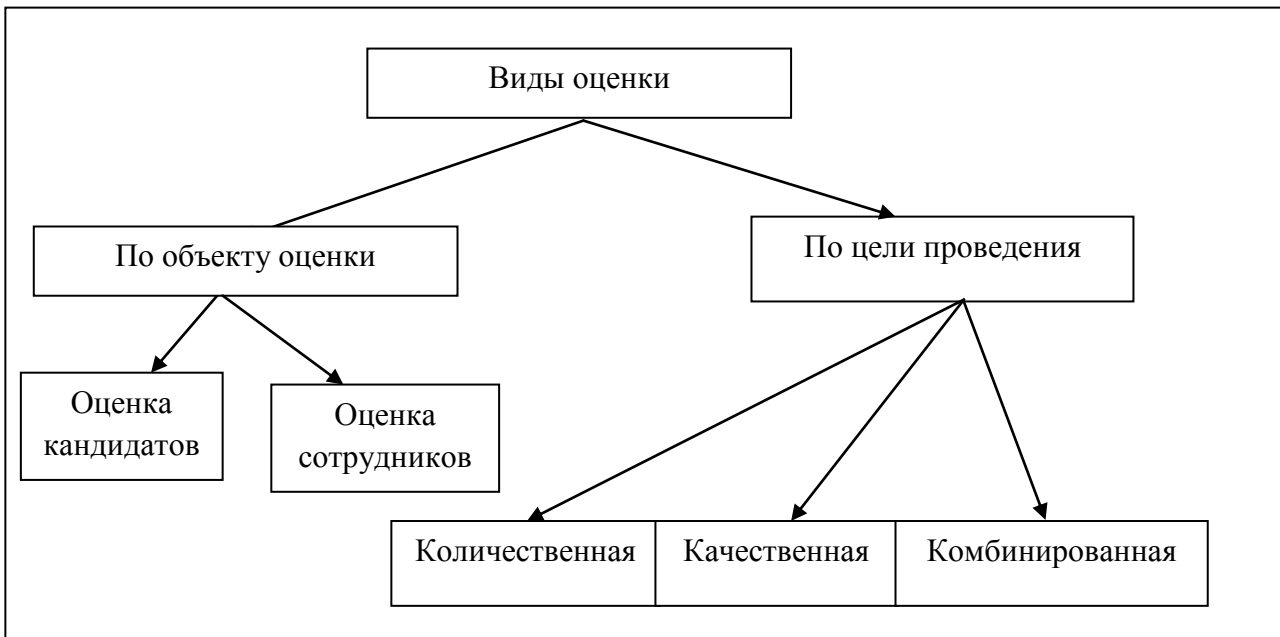 Виды оценки
По объекту оценки
По цели проведения
Оценка
кандидатов
Оценка
сотрудников
Количественная
Качественная
Комбинированная